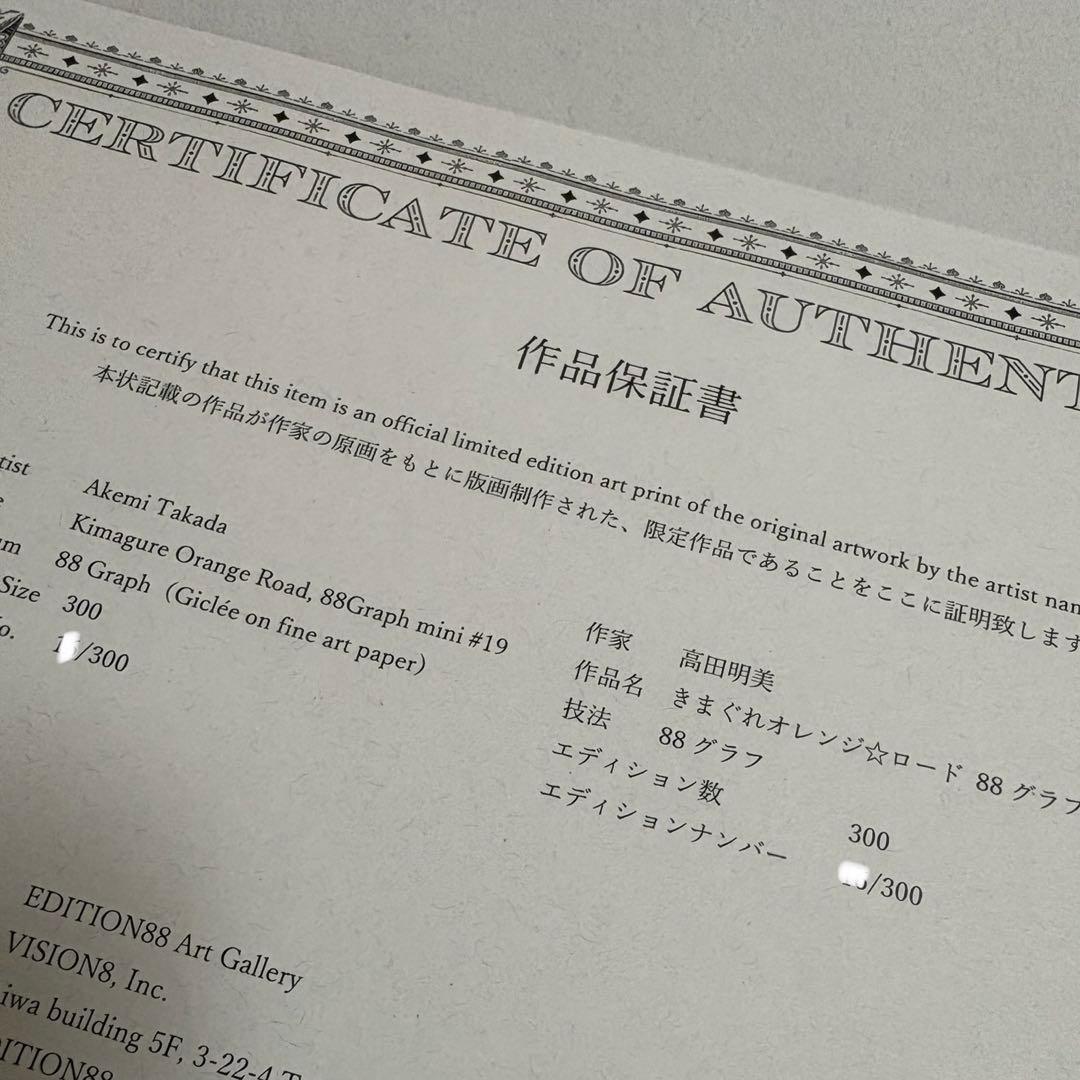 CERTIFICATE OF AUTHENT
作品保証書
This is to certify that this item is an official limited edition art print of the original artwork by the artist nam
本状記載の作品が作家の原画をもとに版画制作された、限定作品であることをここに証明致します
tist Akemi Takada
Kimagure Orange Road, 88Graph mini #19
um 88 Graph（Giclée on fine art paper）
Size 300
o. /300
作家 高田明美
作品名 きまぐれオレンジ☆ロード 88 グラフ
技法 88 グラフ
エディション数 300
エディションナンバー /300
EDITION88 Art Gallery
VISION8, Inc.
iwa building 5F, 3-22-4 T
DITION88